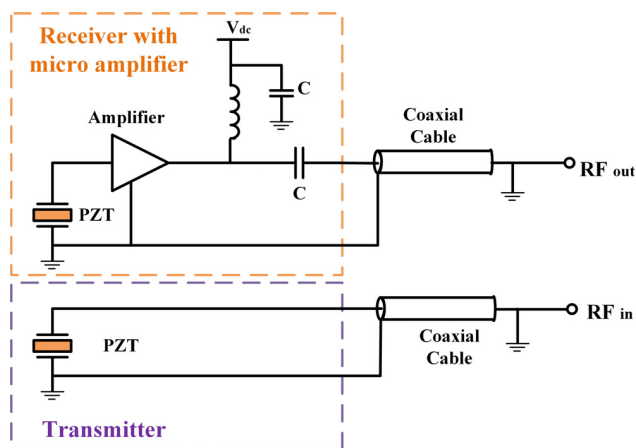 Receiver with
micro amplifier
Vdc
C
Amplifier
Coaxial
Cable
C
RF out
PZT
RF in
PZT
Coaxial
Cable
Transmitter